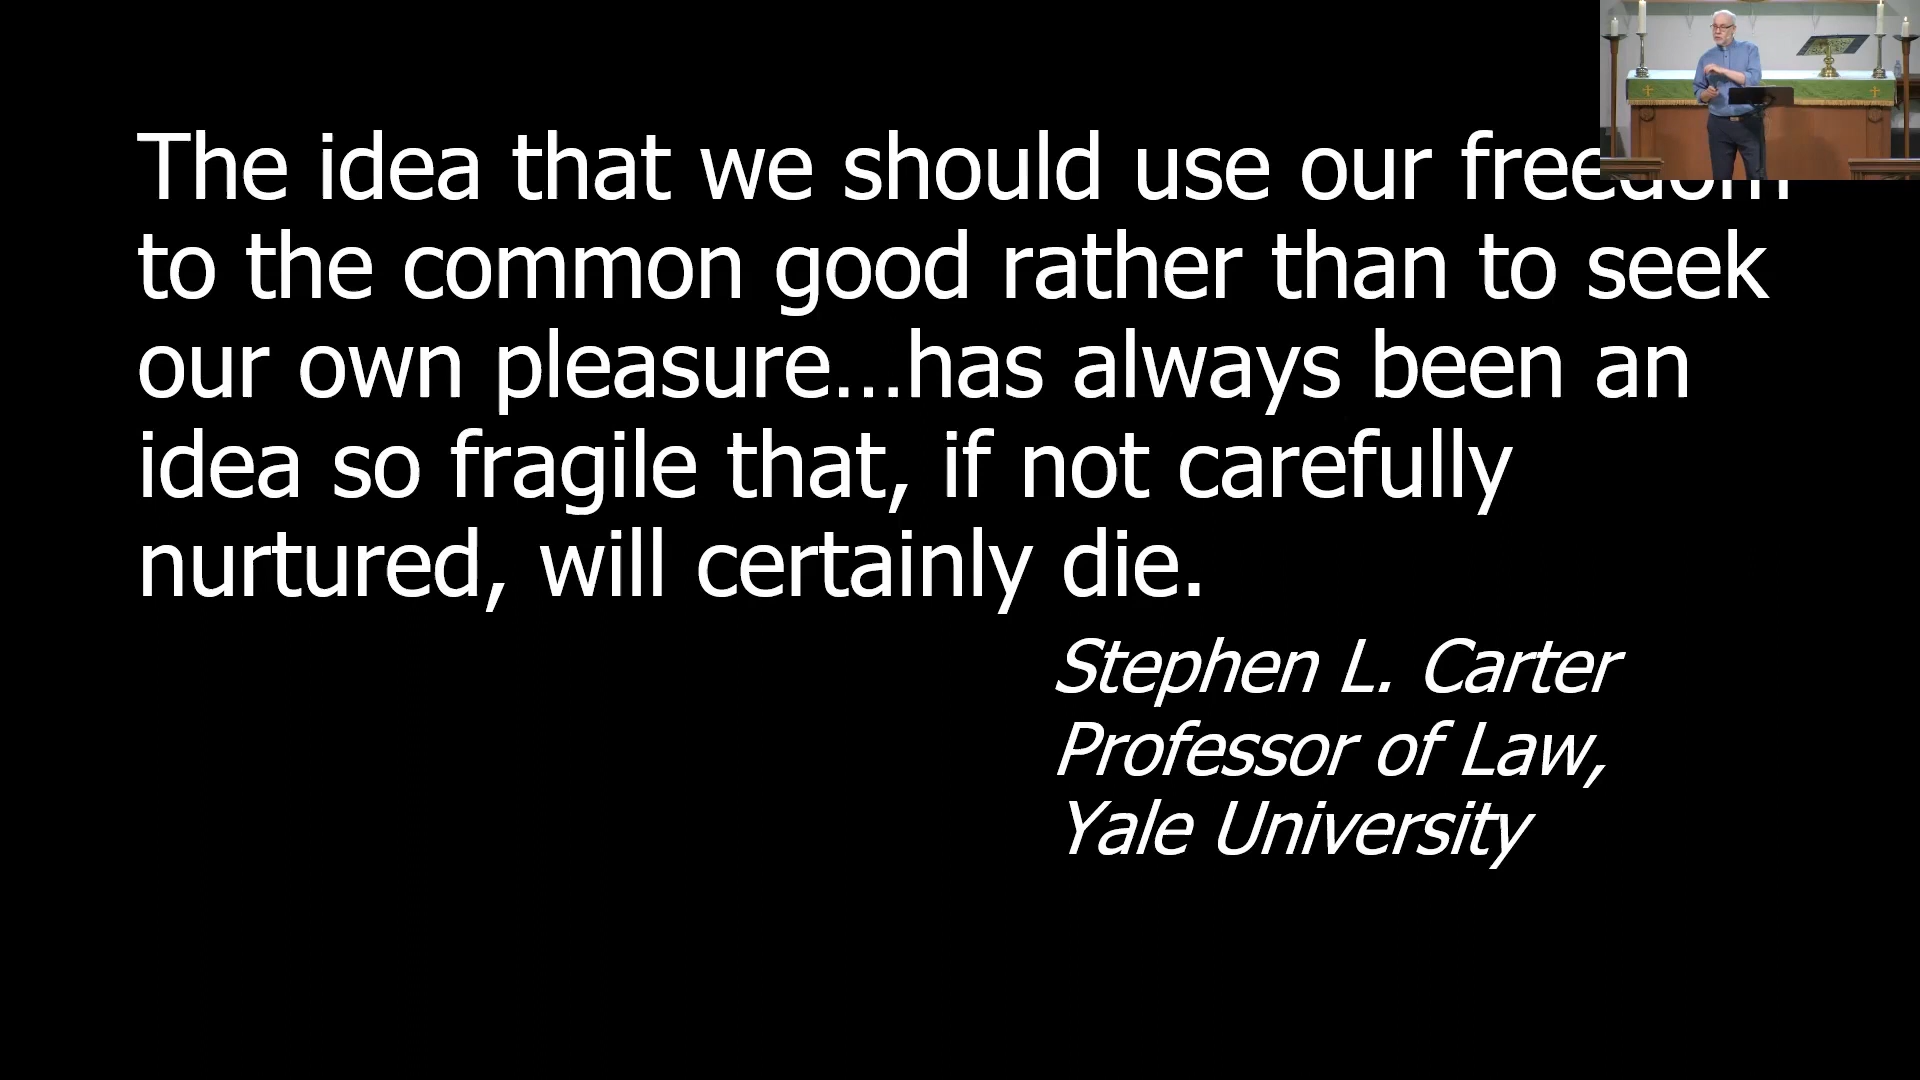 The idea that we should use our freedom
to the common good rather than to seek
our own pleasure…has always been an
idea so fragile that, if not carefully
nurtured, will certainly die.
Stephen L. Carter
Professor of Law,
Yale University